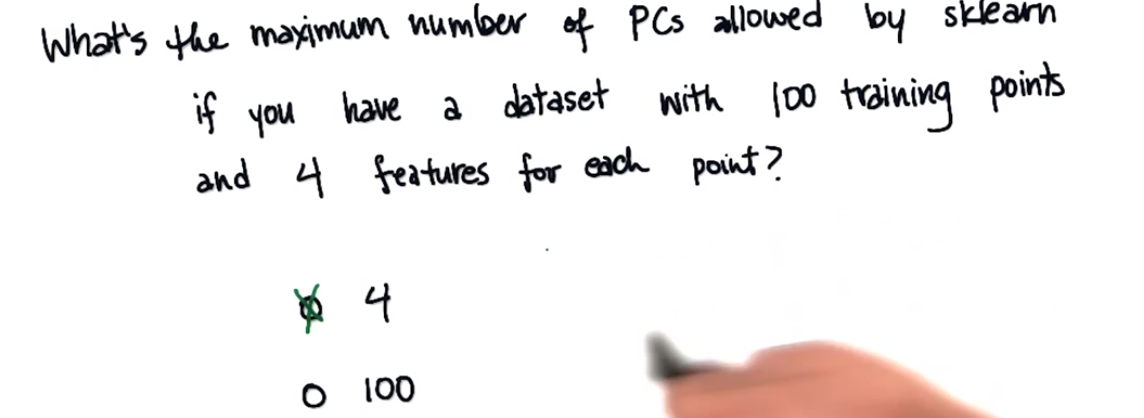 What's the maximum number of PCs allowed by sklearn
if you have a dataset with 100 training points
and 4 features for each point?
4
100